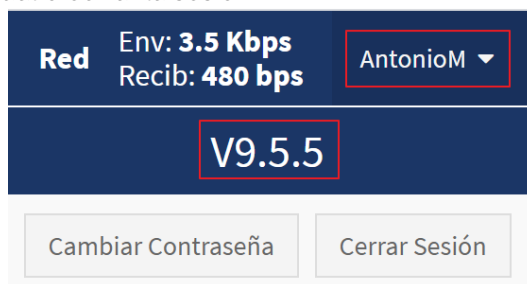 Red
Env: 3.5 Kbps
Recib: 480 bps
AntonioM
V9.5.5
Cambiar Contraseña
Cerrar Sesión